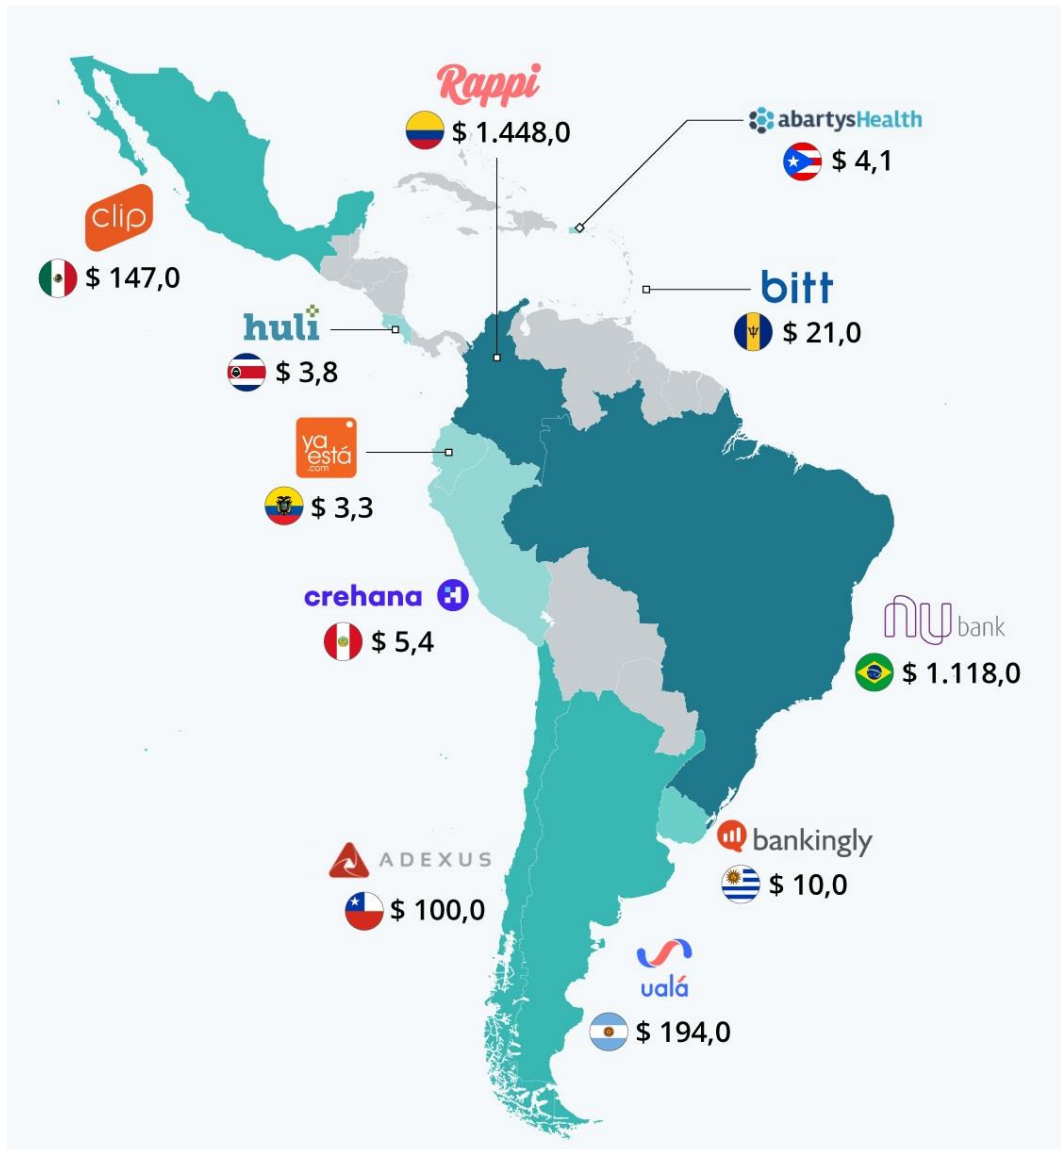 Rappi
$ 1.448,0
abartysHealth
$ 4,1
clip
$ 147,0
bitt
$ 21,0
huli
$ 3,8
ya
está
.com
$ 3,3
crehana
$ 5,4
nu bank
$ 1.118,0
ADEXUS
$ 100,0
bankingly
$ 10,0
ualá
$ 194,0